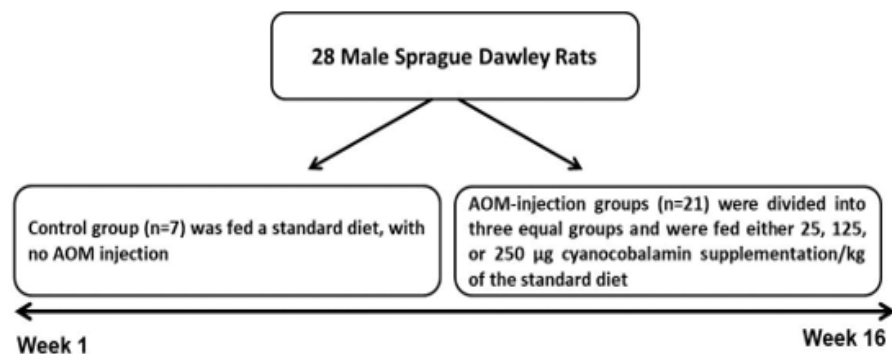 28 Male Sprague Dawley Rats
Control group (n=7) was fed a standard diet, with
no AOM injection
AOM-injection groups (n=21) were divided into
three equal groups and were fed either 25, 125,
or 250 µg cyanocobalamin supplementation/kg
of the standard diet
Week 1
Week 16